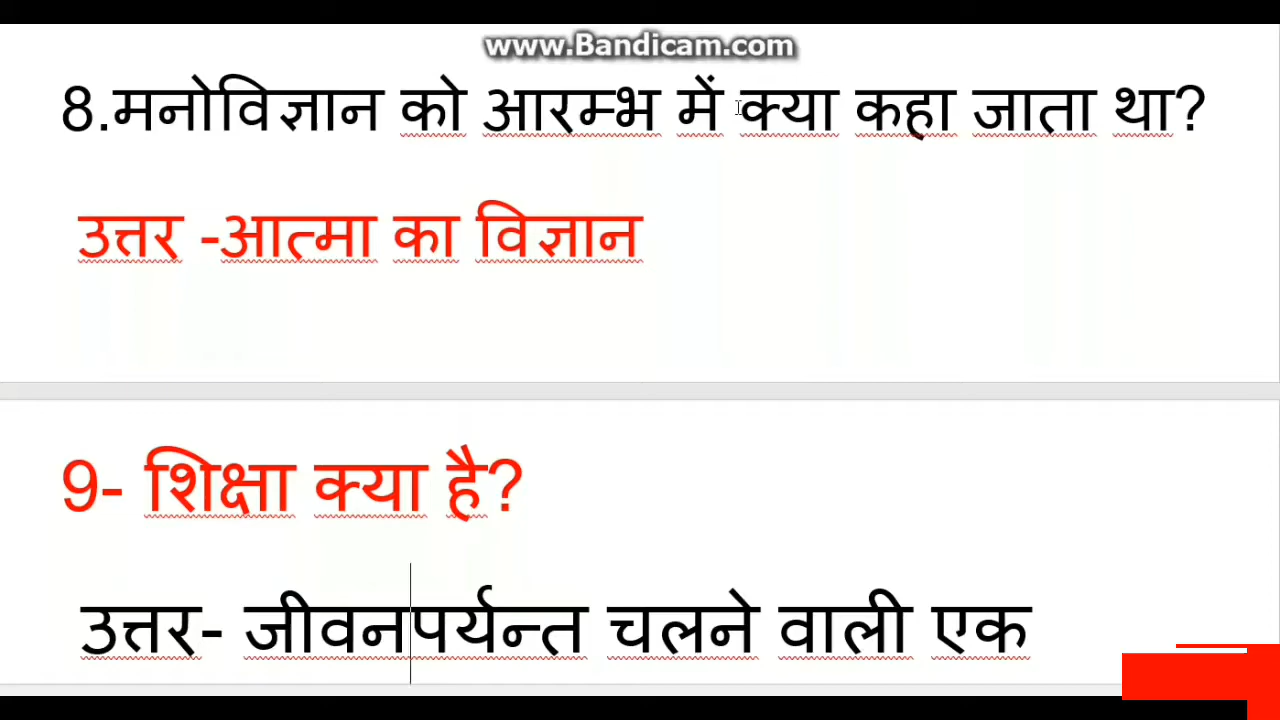 www.Bandicam.com
8.मनोविज्ञान को आरम्भ में क्या कहा जाता था?
उत्तर -आत्मा का विज्ञान
9- शिक्षा क्या है?
उत्तर- जीवनपर्यन्त चलने वाली एक